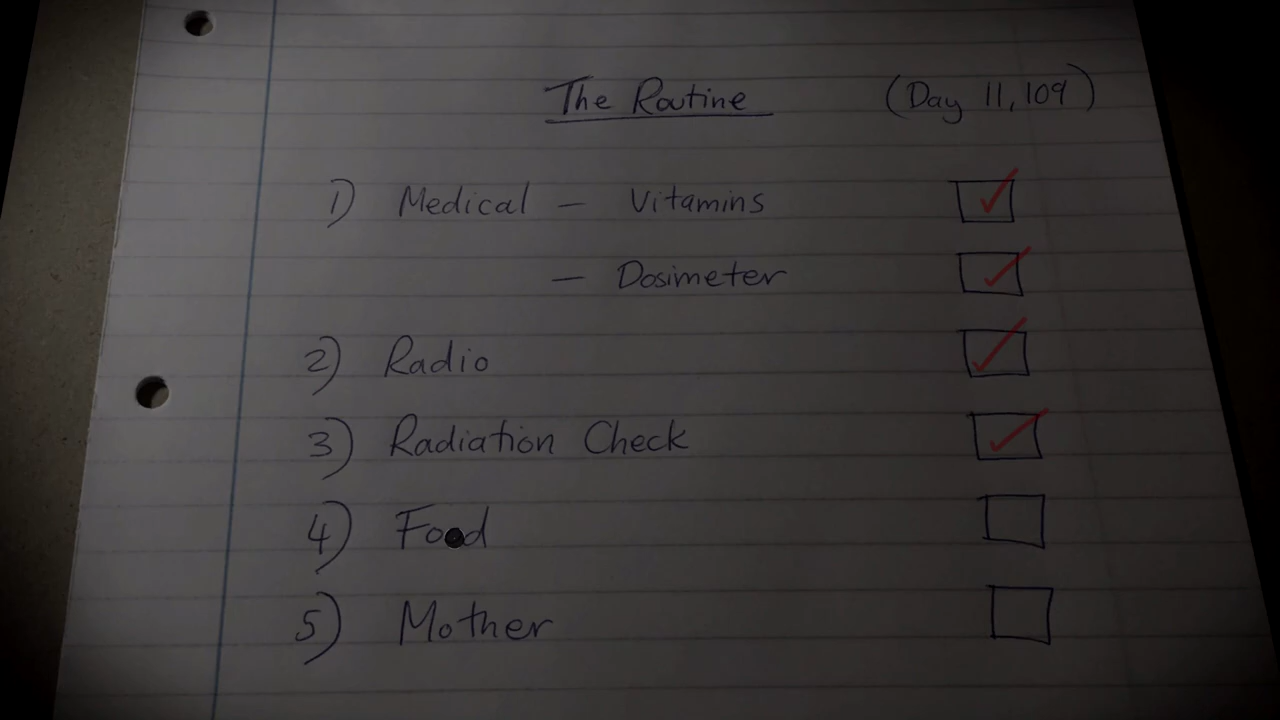 The Routine (Day 11,109)
1) Medical - Vitamins
- Dosimeter
2) Radio
3) Radiation Check
4) Food
5) Mother